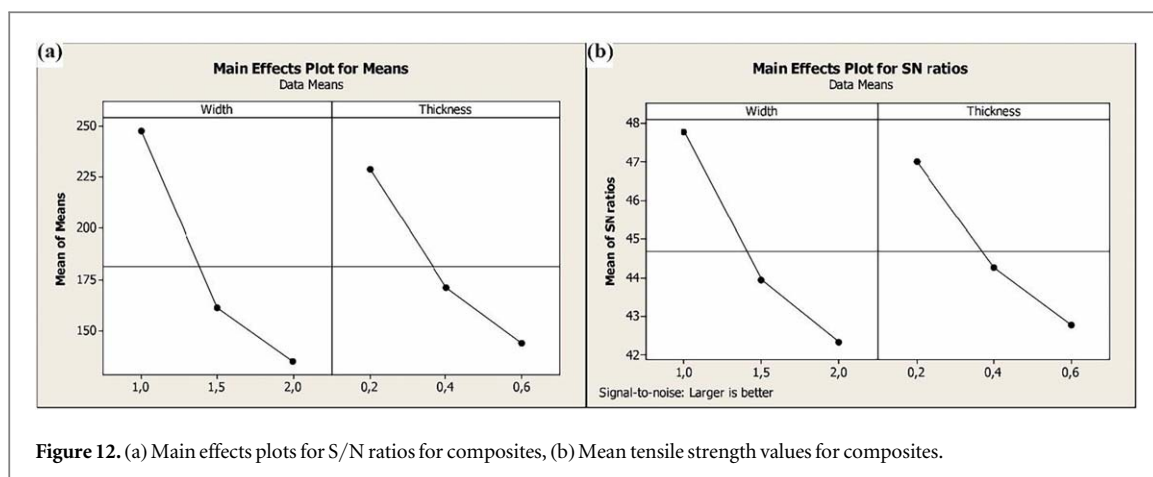 (a)
Main Effects Plot for Means
Data Means
Width Thickness
Mean of Means
250
225
200
175
150
1,0 1,5 2,0 0,2 0,4 0,6
(b)
Main Effects Plot for SN ratios
Data Means
Width Thickness
Mean of SN ratios
48
47
46
45
44
43
42
1,0 1,5 2,0 0,2 0,4 0,6
Signal-to-noise: Larger is better
Figure 12. (a) Main effects plots for S/N ratios for composites, (b) Mean tensile strength values for composites.